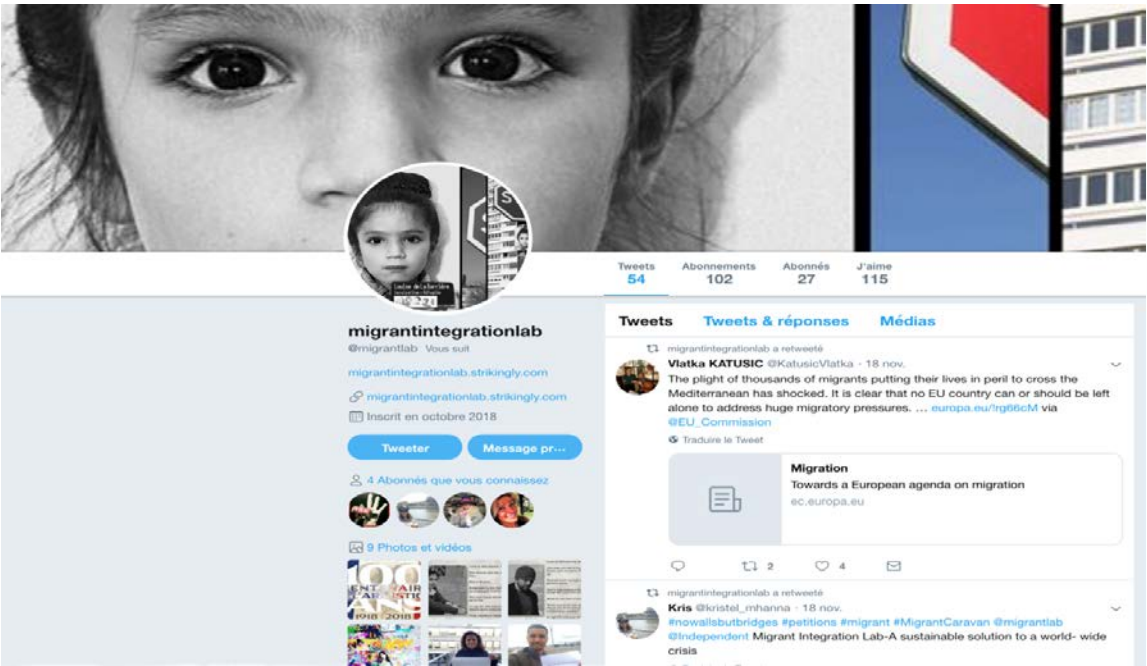 S
Tweets Abonnements Abonnés J'aime
54 102 27 115
migrantintegrationlab
@migrantlab Vous suit
migrantintegrationlab.strikingly.com
migrantintegrationlab.strikingly.com
Inscrit en octobre 2018
Tweeter Message pr...
4 Abonnés que vous connaissez
9 Photos et vidéos
100
1918 2018
Tweets Tweets & réponses Médias
migrantintegrationlab a retweeté
Vlatka KATUSIC @KatusicVlatka · 18 nov.
The plight of thousands of migrants putting their lives in peril to cross the
Mediterranean has shocked. It is clear that no EU country can or should be left
alone to address huge migratory pressures. ... europa.eu/!rg66cM via
@EU_Commission
Traduire le Tweet
Migration
Towards a European agenda on migration
ec.europa.eu
2 4
migrantintegrationlab a retweeté
Kris @kristel_mhanna · 18 nov.
#nowallsbutbridges #petitions #migrant #MigrantCaravan @migrantlab
@Independent Migrant Integration Lab-A sustainable solution to a world- wide
crisis